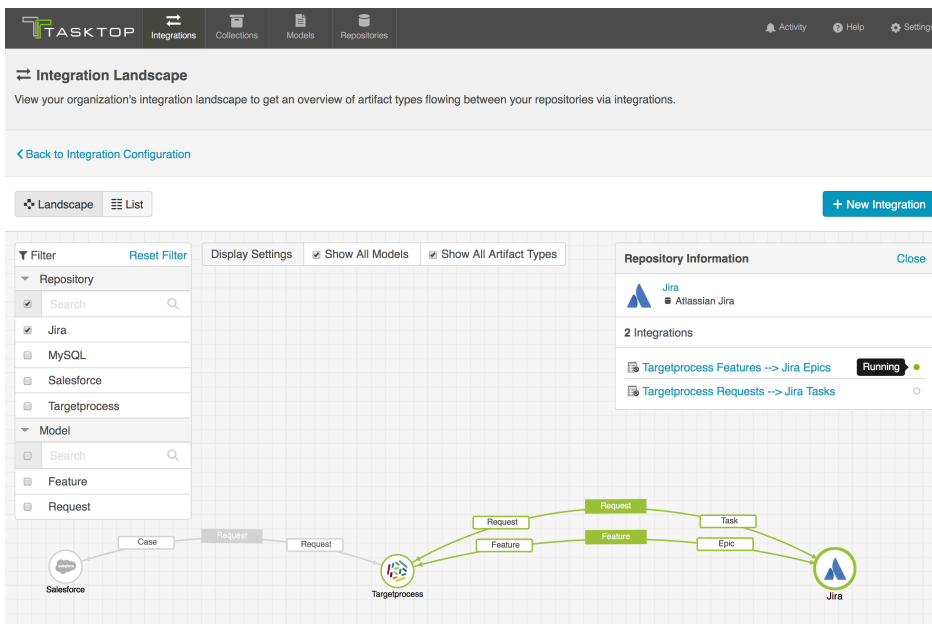 TASKTOP
Integrations
Collections
Models
Repositories
Activity
Help
Setting
Integration Landscape
View your organization's integration landscape to get an overview of artifact types flowing between your repositories via integrations.
Back to Integration Configuration
Landscape
List
+ New Integration
Filter
Reset Filter
Display Settings
Show All Models
Show All Artifact Types
Repository
Search
Jira
MySQL
Salesforce
Targetprocess
Model
Search
Feature
Request
Repository Information
Close
Jira
Atlassian Jira
2 Integrations
Targetprocess Features --> Jira Epics
Running
Targetprocess Requests --> Jira Tasks
Request
Request
Task
Request
Feature
Case
Request
Feature
Epic
salesforce
Salesforce
Targetprocess
Jira